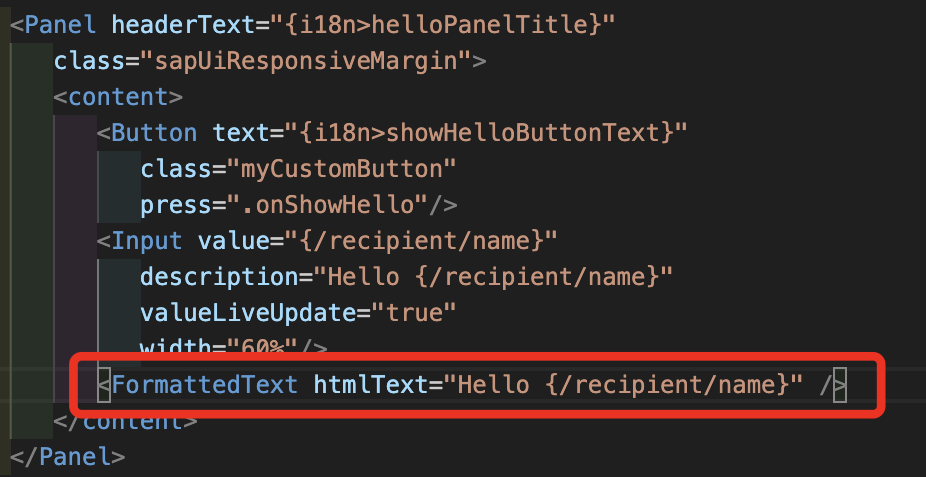 <Panel headerText="{i18n>helloPanelTitle}"
class="sapUiResponsiveMargin">
<content>
<Button text="{i18n>showHelloButtonText}"
class="myCustomButton"
press=".onShowHello"/>
<Input value="{/recipient/name}"
description="Hello {/recipient/name}"
valueLiveUpdate="true"
width="60%"/>
<FormattedText htmlText="Hello {/recipient/name}" />
</content>
</Panel>